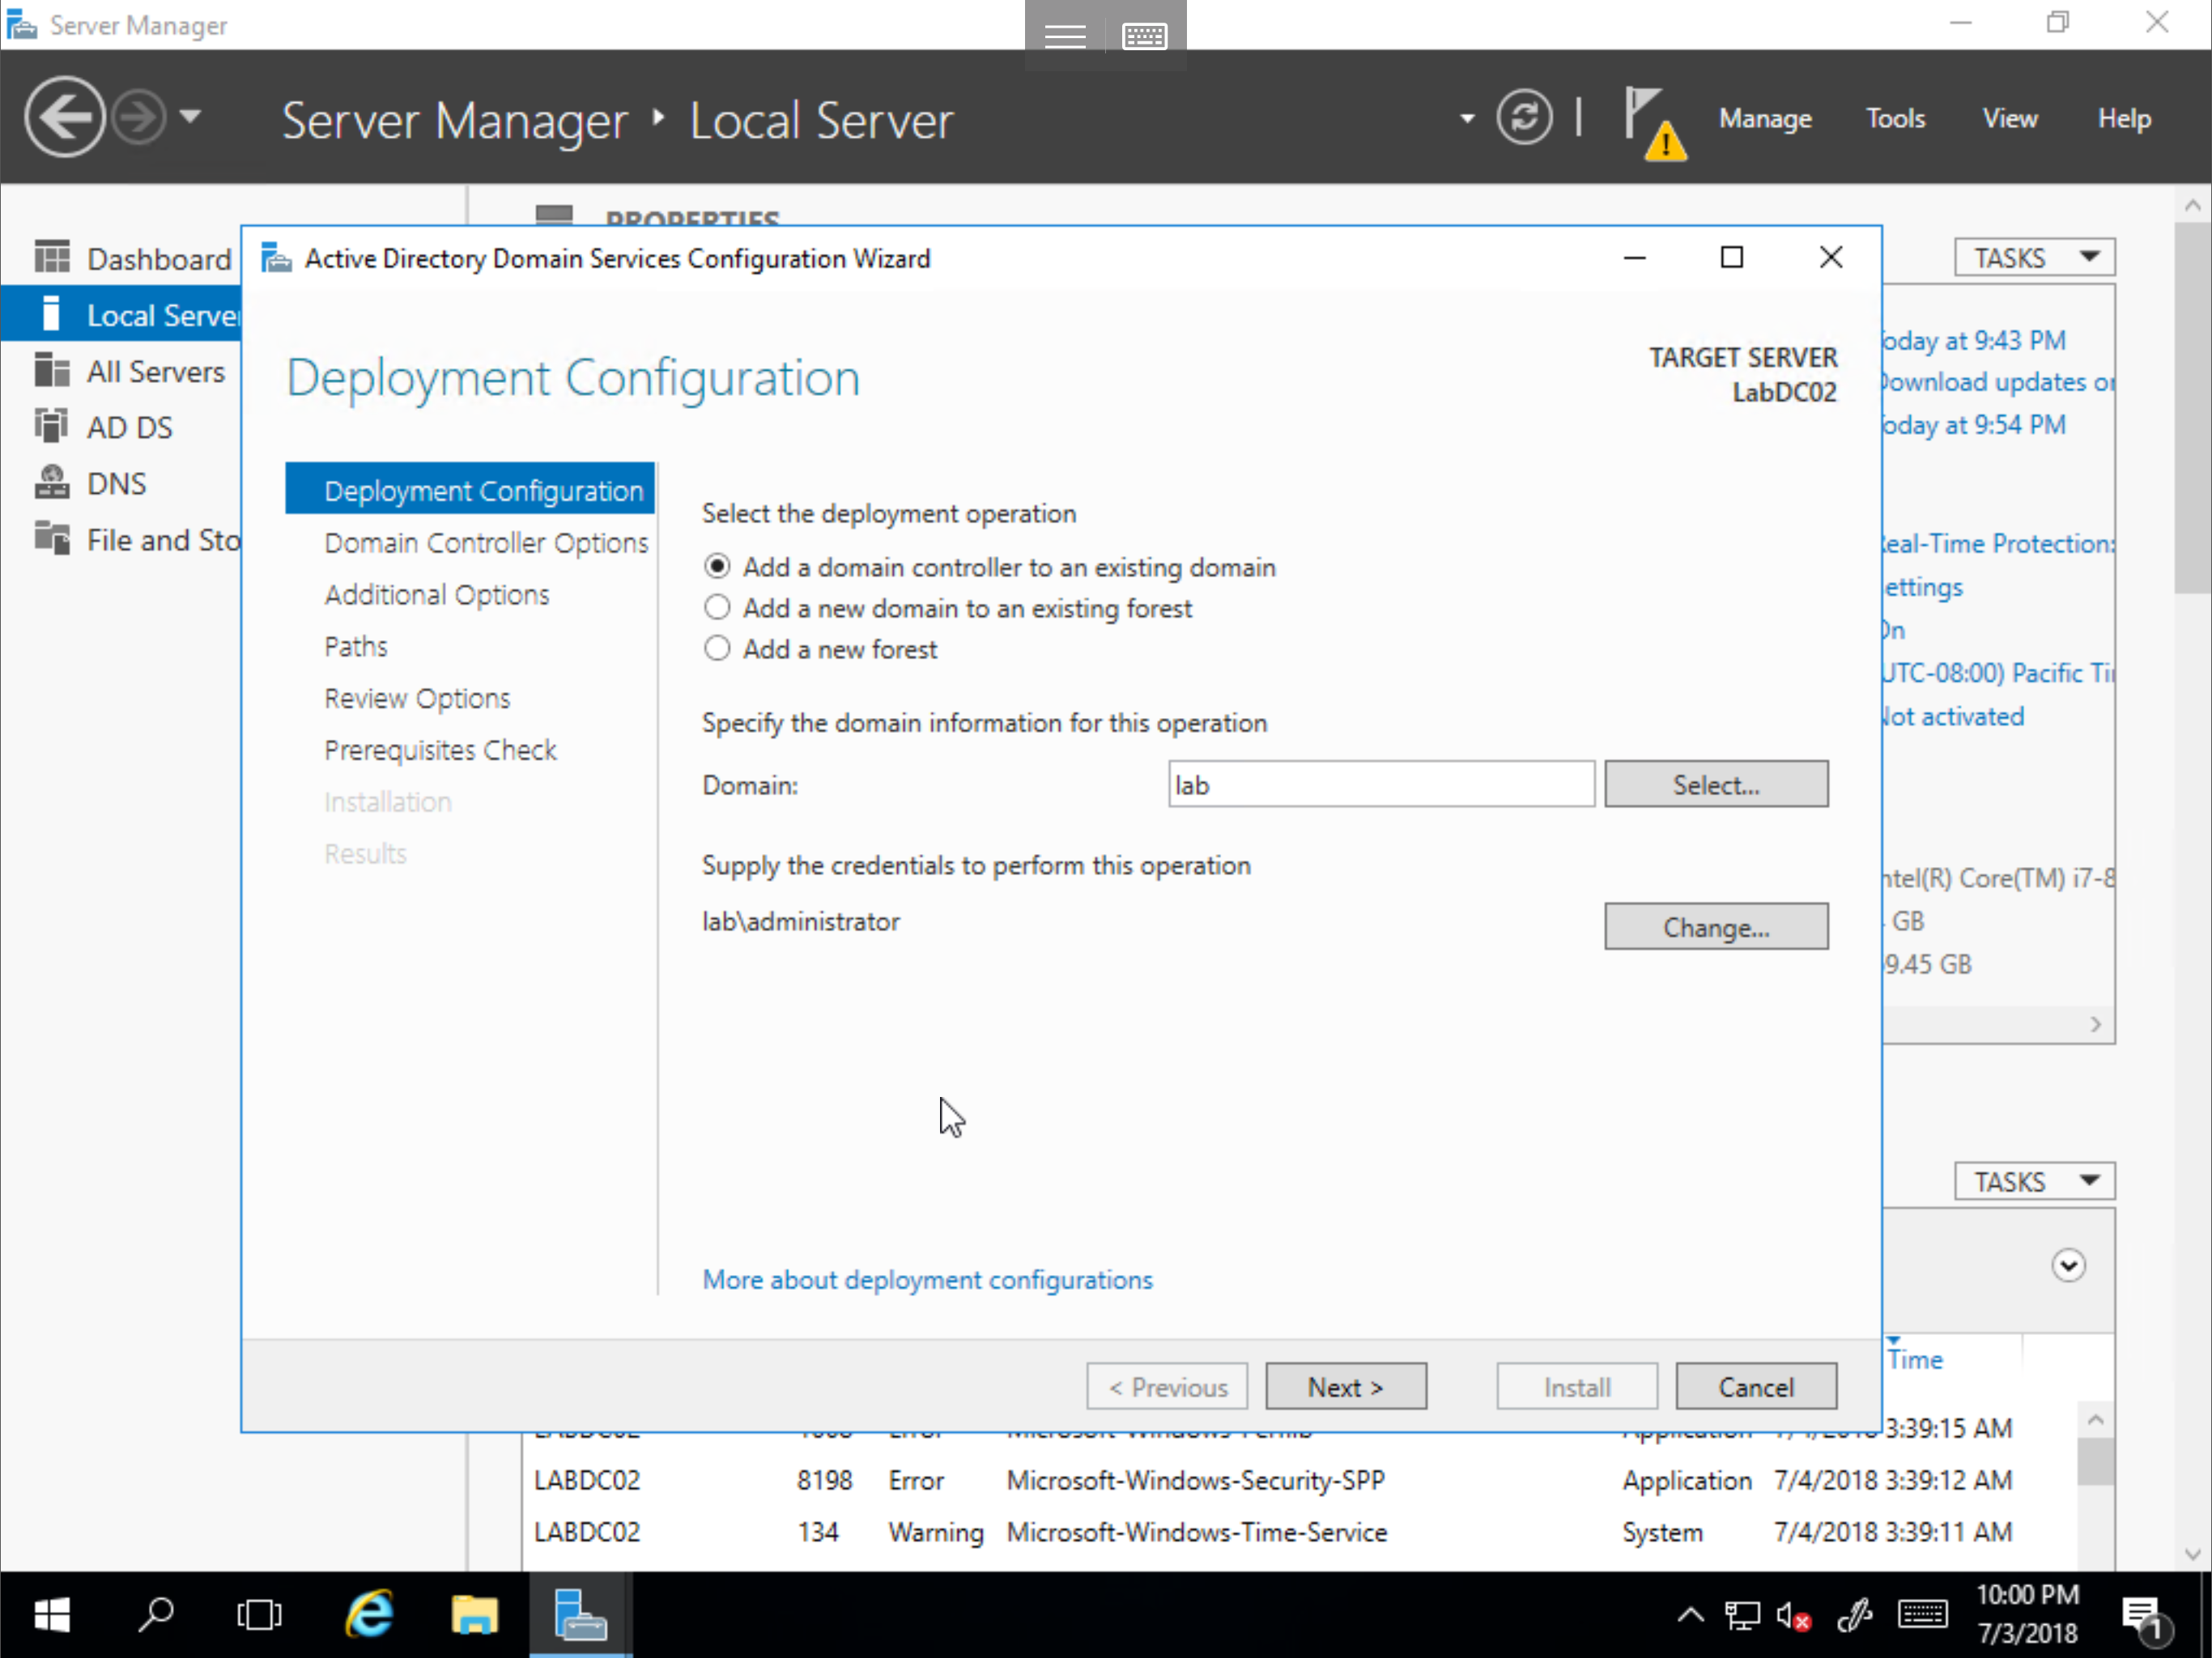 Server Manager
Server Manager ‣ Local Server
Manage Tools View Help
PROPERTIES
Dashboard
Local Server
All Servers
AD DS
DNS
File and Sto
TASKS
oday at 9:43 PM
Download updates or
oday at 9:54 PM
Real-Time Protection:
ettings
On
UTC-08:00) Pacific Ti
Not activated
ntel(R) Core(TM) i7-8
GB
9.45 GB
Active Directory Domain Services Configuration Wizard
Deployment Configuration
TARGET SERVER
LabDC02
Deployment Configuration
Domain Controller Options
Additional Options
Paths
Review Options
Prerequisites Check
Installation
Results
Select the deployment operation
Add a domain controller to an existing domain
Add a new domain to an existing forest
Add a new forest
Specify the domain information for this operation
Domain: lab Select...
Supply the credentials to perform this operation
lab\administrator Change...
More about deployment configurations
< Previous Next > Install Cancel
TASKS
Time
LABDC02 Error Application 3:39:15 AM
LABDC02 8198 Error Microsoft-Windows-Security-SPP Application 7/4/2018 3:39:12 AM
LABDC02 134 Warning Microsoft-Windows-Time-Service System 7/4/2018 3:39:11 AM
10:00 PM
7/3/2018
1